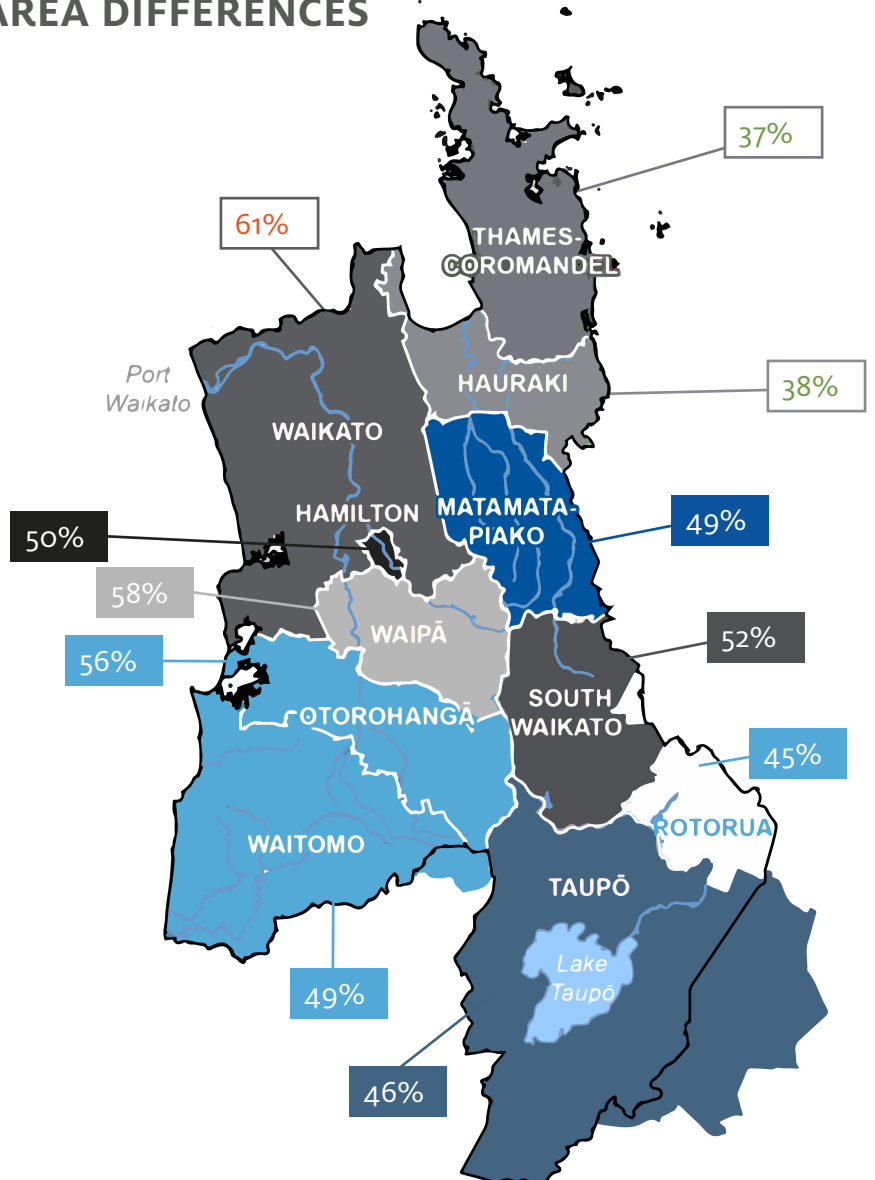 AREA DIFFERENCES
37%
61%
THAMES-
COROMANDEL
Port
Waikato
HAURAKI
38%
WAIKATO
HAMILTON
MATAMATA-
PIAKO
49%
50%
58%
WAIPĀ
56%
52%
OTOROHANGĀ
SOUTH
WAIKATO
45%
ROTORUA
WAITOMO
TAUPŌ
Lake
Taupō
49%
46%